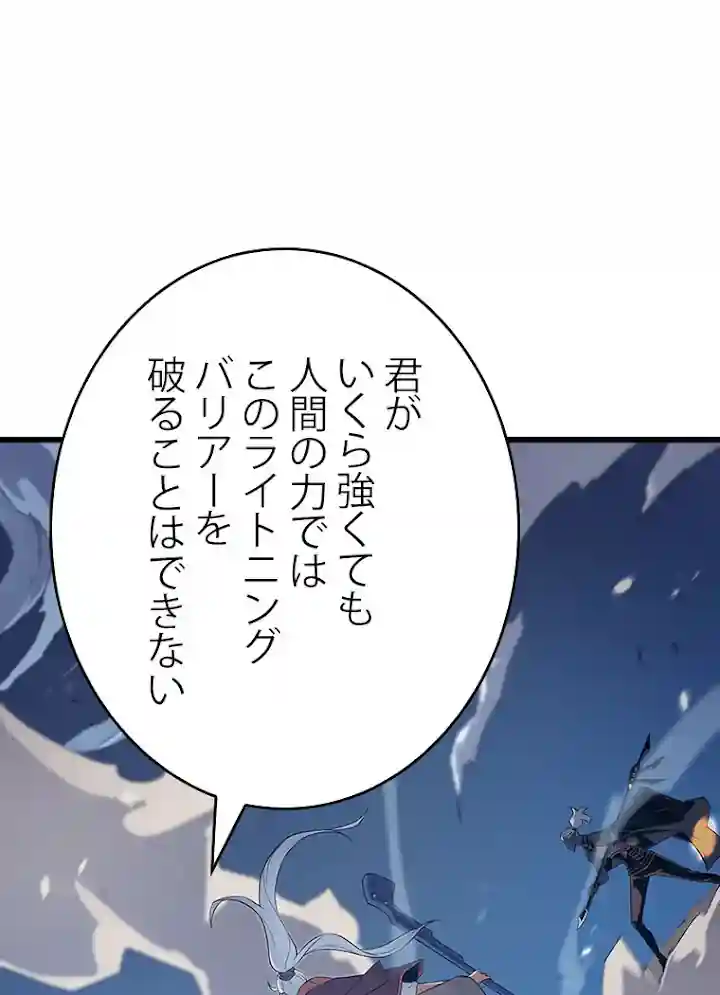 君が
いくら強くても
人間の力では
このライトニング
バリアーを
破ることはできない